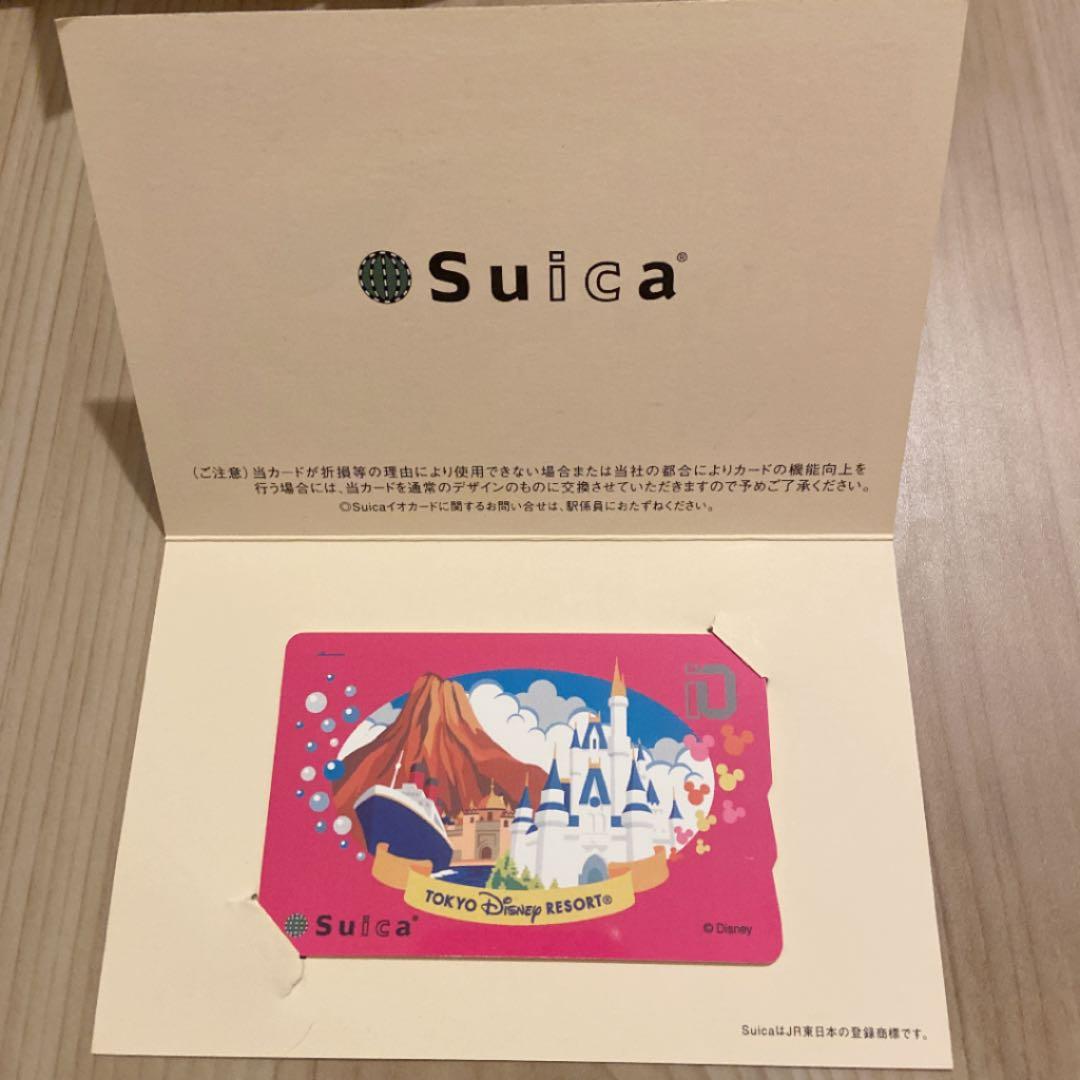 Suica®
(ご注意)当カードが折損等の理由により使用できない場合または当社の都合によりカードの機能向上を
行う場合には、当カードを通常のデザインのものに交換させていただきますので予めご了承ください。
◎Suicaイオカードに関するお問い合せは、駅係員におたずねください。
iO
TOKYO Disney RESORT®
Suica®
© Disney
SuicaはJR東日本の登録商標です。